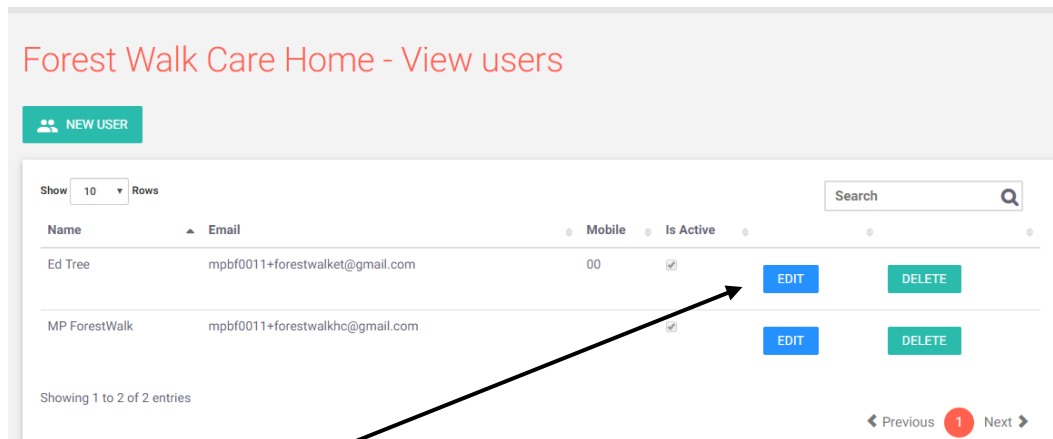 Forest Walk Care Home - View users
NEW USER
Show 10 Rows
Search
Name Email Mobile Is Active
Ed Tree mpbf0011+forestwalket@gmail.com 00
EDIT DELETE
MP ForestWalk mpbf0011+forestwalkhc@gmail.com
EDIT DELETE
Showing 1 to 2 of 2 entries
Previous 1 Next